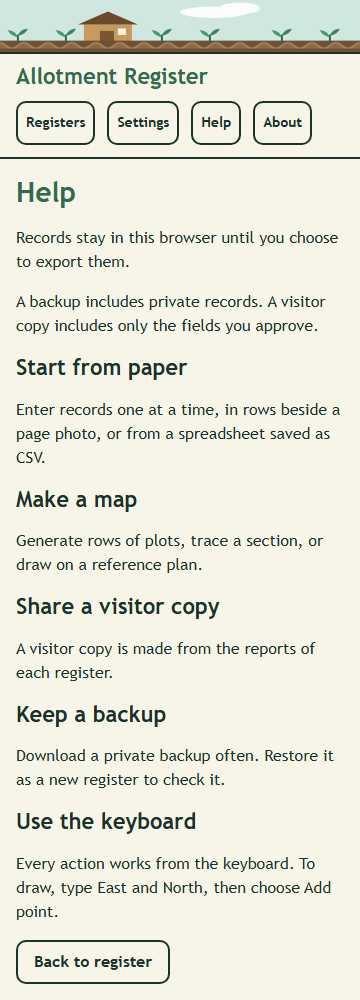 Allotment Register
Registers
Settings
Help
About
Help
Records stay in this browser until you choose
to export them.
A backup includes private records. A visitor
copy includes only the fields you approve.
Start from paper
Enter records one at a time, in rows beside a
page photo, or from a spreadsheet saved as
CSV.
Make a map
Generate rows of plots, trace a section, or
draw on a reference plan.
Share a visitor copy
A visitor copy is made from the reports of
each register.
Keep a backup
Download a private backup often. Restore it
as a new register to check it.
Use the keyboard
Every action works from the keyboard. To
draw, type East and North, then choose Add
point.
Back to register